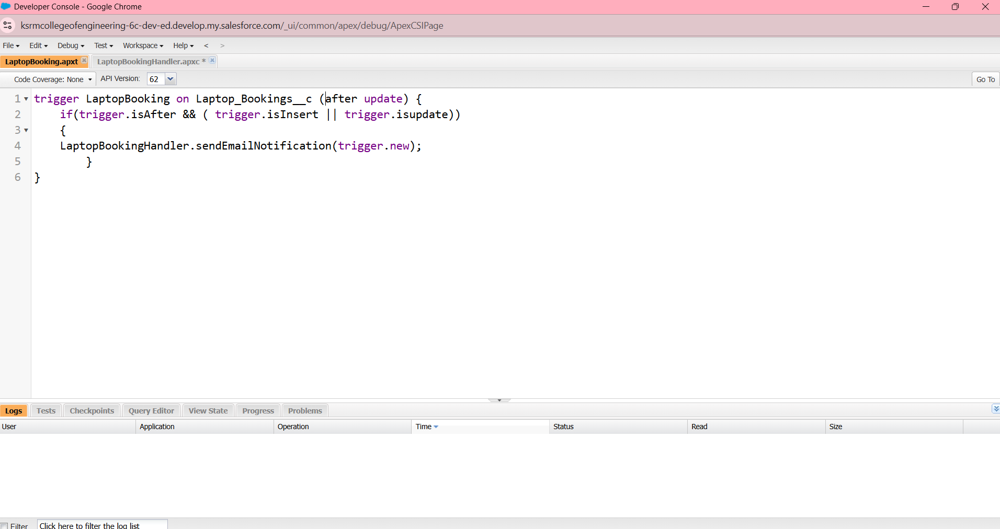 Developer Console - Google Chrome
ksrmcollegeofengineering-6c-dev-ed.develop.my.salesforce.com/_ui/common/apex/debug/ApexCSIPage
File Edit Debug Test Workspace Help < >
LaptopBooking.apxt LaptopBookingHandler.apxc *
Code Coverage: None API Version: 62 Go To
1 trigger LaptopBooking on Laptop_Bookings__c (after update) {
2 if(trigger.isAfter && ( trigger.isInsert || trigger.isupdate))
3 {
4 LaptopBookingHandler.sendEmailNotification(trigger.new);
5 }
6 }
Logs Tests Checkpoints Query Editor View State Progress Problems
User Application Operation Time Status Read Size
Filter Click here to filter the log list